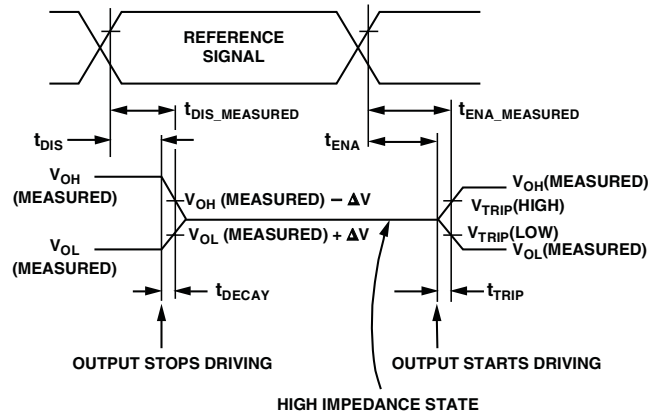 REFERENCE
SIGNAL
tDIS_MEASURED
tENA_MEASURED
tDIS
tENA
VOH
(MEASURED)
VOH (MEASURED) – ΔV
VOH(MEASURED)
VTRIP(HIGH)
VOL (MEASURED) + ΔV
VTRIP(LOW)
VOL
(MEASURED)
VOL(MEASURED)
tDECAY
tTRIP
OUTPUT STOPS DRIVING
OUTPUT STARTS DRIVING
HIGH IMPEDANCE STATE